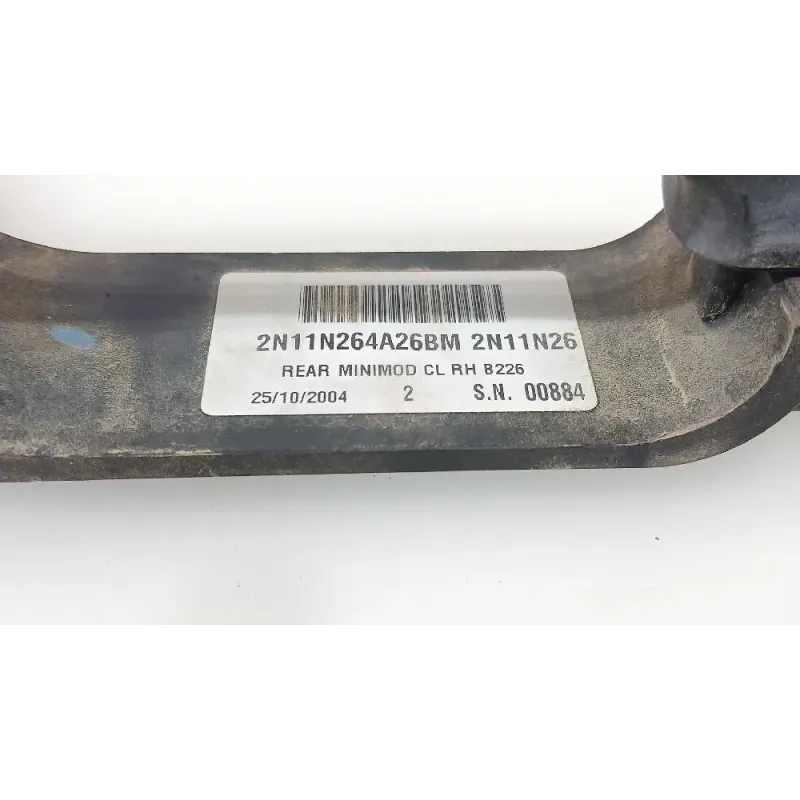 2N11N264A26BM 2N11N26
REAR MINIMOD CL RH B226
25/10/2004 2 S.N. 00884